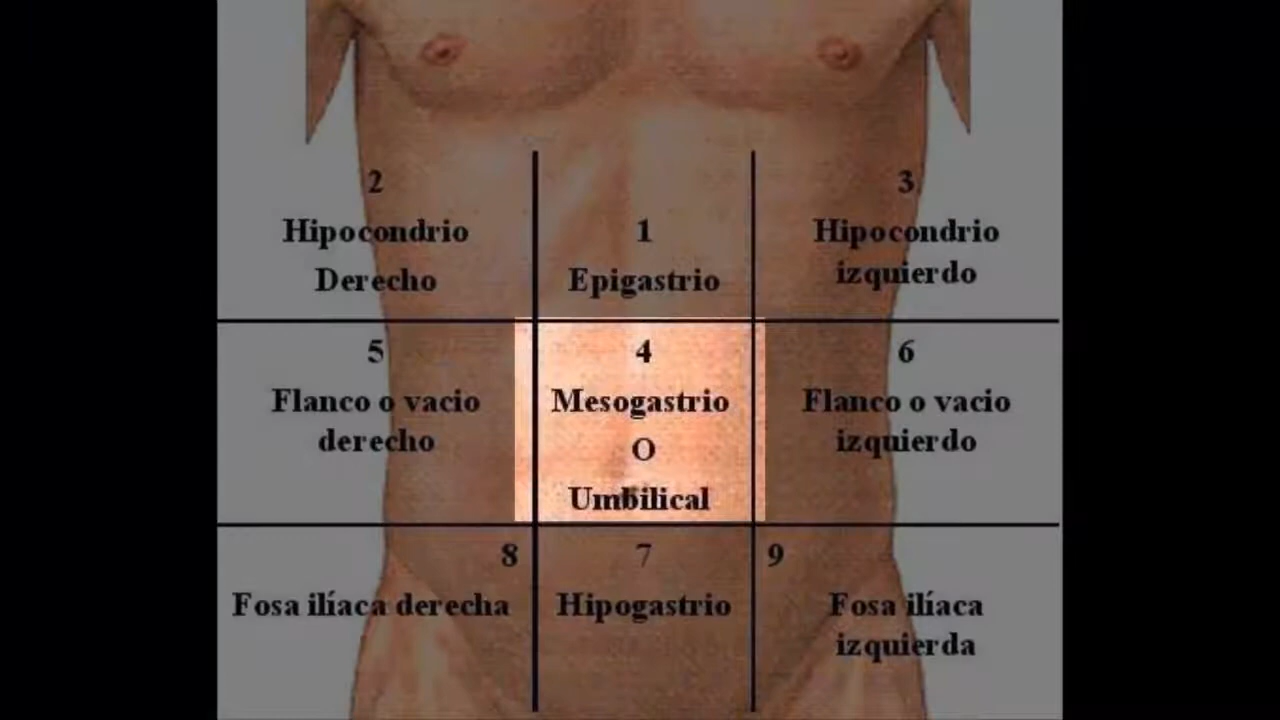 2
Hipocondrio
Derecho
1
Epigastrio
3
Hipocondrio
izquierdo
5
Flanco o vacio
derecho
4
Mesogastrio
O
Umbilical
6
Flanco o vacio
izquierdo
8
Fosa ilíaca derecha
7
Hipogastrio
9
Fosa ilíaca
izquierda